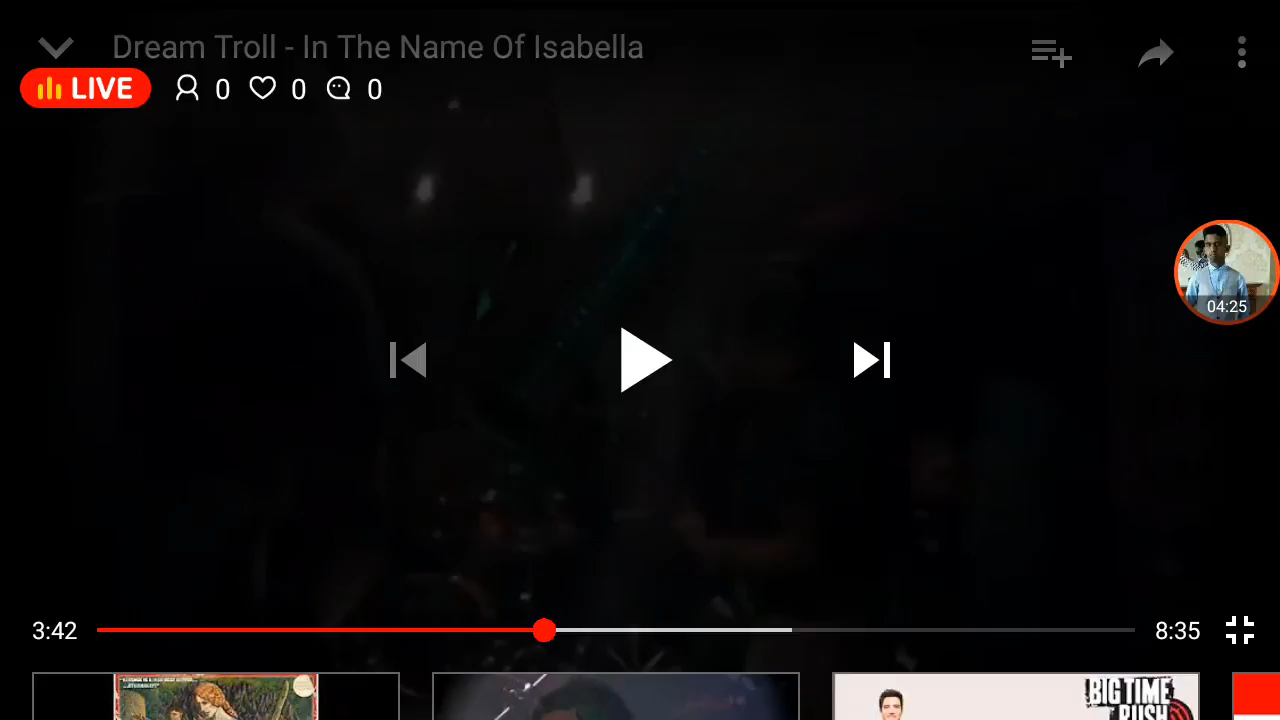 Dream Troll - In The Name Of Isabella
LIVE 0 0 0
04:25
3:42
8:35
BIG TIME
RUSH